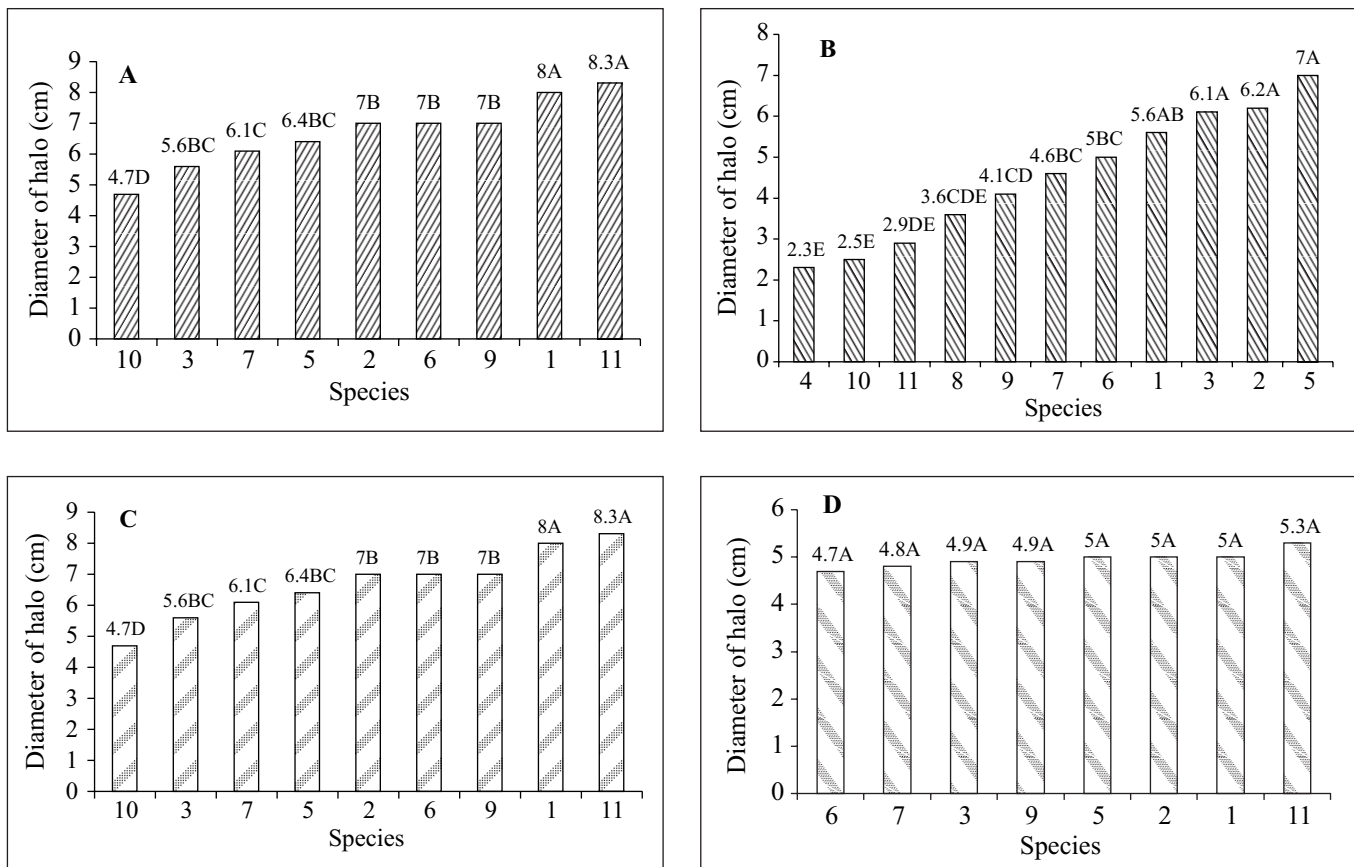 A
Diameter of halo (cm)
9
8
7
6
5
4
3
2
1
0
4.7D 5.6BC 6.1C 6.4BC 7B 7B 7B 8A 8.3A
10 3 7 5 2 6 9 1 11
Species
B
Diameter of halo (cm)
8
7
6
5
4
3
2
1
0
2.3E 2.5E 2.9DE 3.6CDE 4.1CD 4.6BC 5BC 5.6AB 6.1A 6.2A 7A
4 10 11 8 9 7 6 1 3 2 5
Species
C
Diameter of halo (cm)
9
8
7
6
5
4
3
2
1
0
4.7D 5.6BC 6.1C 6.4BC 7B 7B 7B 8A 8.3A
10 3 7 5 2 6 9 1 11
Species
D
Diameter of halo (cm)
6
5
4
3
2
1
0
4.7A 4.8A 4.9A 4.9A 5A 5A 5A 5.3A
6 7 3 9 5 2 1 11
Species